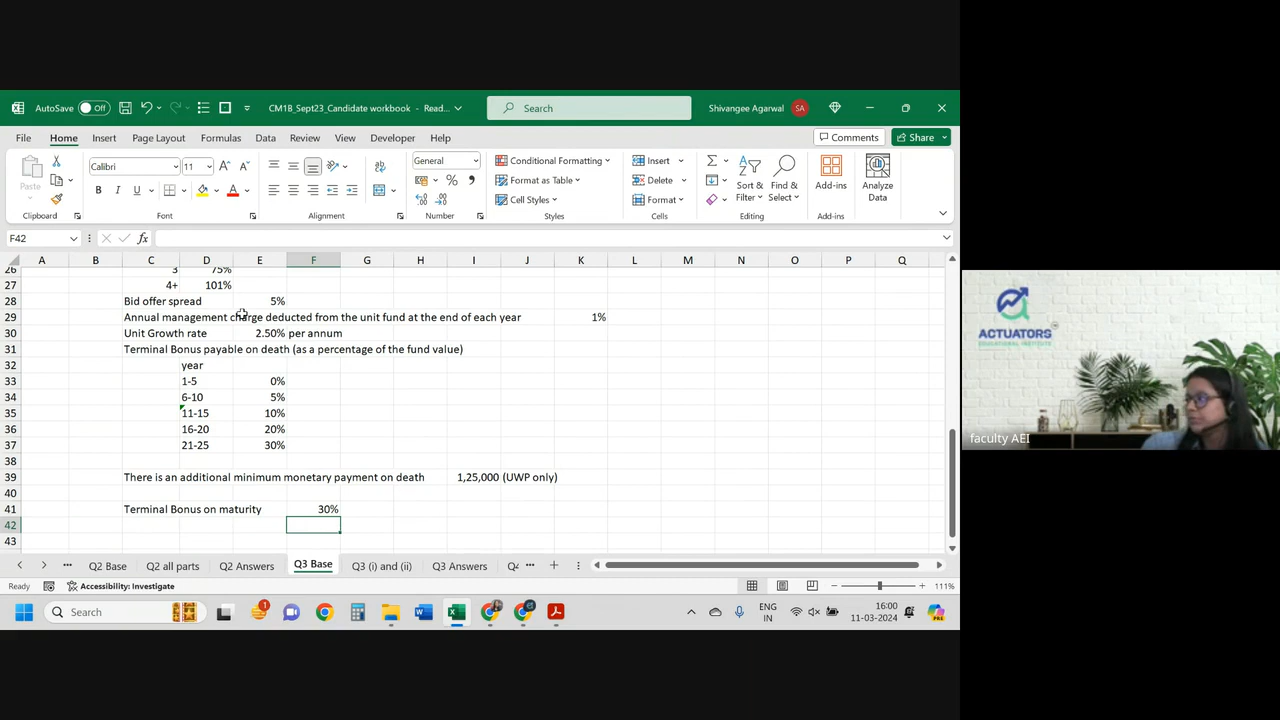 AutoSave Off CM1B_Sept23_Candidate workbook - Read... Search Shivangee Agarwal SA
File Home Insert Page Layout Formulas Data Review View Developer Help Comments Share
Paste Calibri 11 A A ab General Conditional Formatting Insert Sort & Filter Find & Select Add-ins Analyze Data
B I U A % , Format as Table Delete
Cell Styles Format
Clipboard Font Alignment Number Styles Cells Editing Add-ins
F42 fx
A B C D E F G H I J K L M N O P Q
26 3 75%
27 4+ 101%
28 Bid offer spread 5%
29 Annual management charge deducted from the unit fund at the end of each year 1%
30 Unit Growth rate 2.50% per annum
31 Terminal Bonus payable on death (as a percentage of the fund value)
32 year
33 1-5 0%
34 6-10 5%
35 11-15 10%
36 16-20 20%
37 21-25 30%
38
39 There is an additional minimum monetary payment on death 1,25,000 (UWP only)
40
41 Terminal Bonus on maturity 30%
42
43
Q2 Base Q2 all parts Q2 Answers Q3 Base Q3 (i) and (ii) Q3 Answers
Ready Accessibility: Investigate 111%
Search 1 ENG IN 16:00 11-03-2024
ACTUATORS
EDUCATIONAL INSTITUTE
faculty AEI